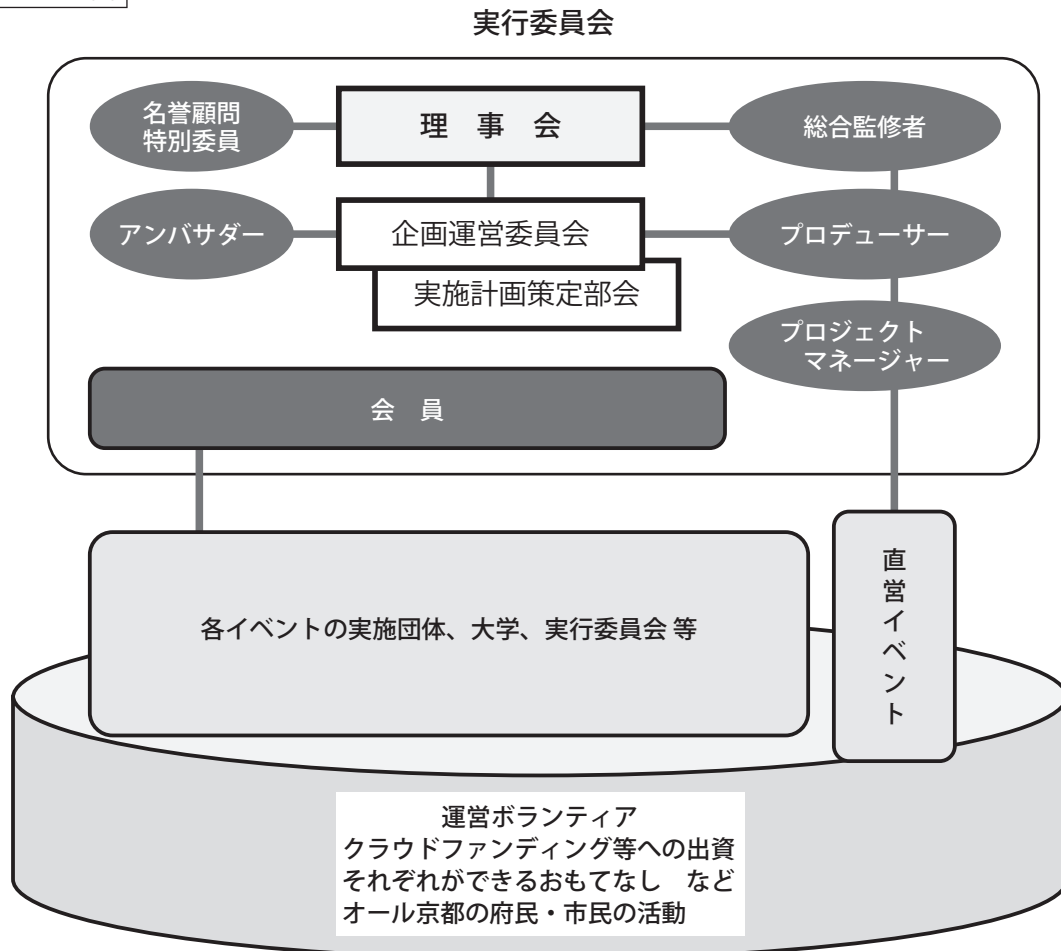 実行委員会
名誉顧問
特別委員
理事会
総合監修者
アンバサダー
企画運営委員会
プロデューサー
実施計画策定部会
プロジェクト
マネージャー
会員
各イベントの実施団体、大学、実行委員会 等
直営イベント
運営ボランティア
クラウドファンディング等への出資
それぞれができるおもてなし　など
オール京都の府民・市民の活動